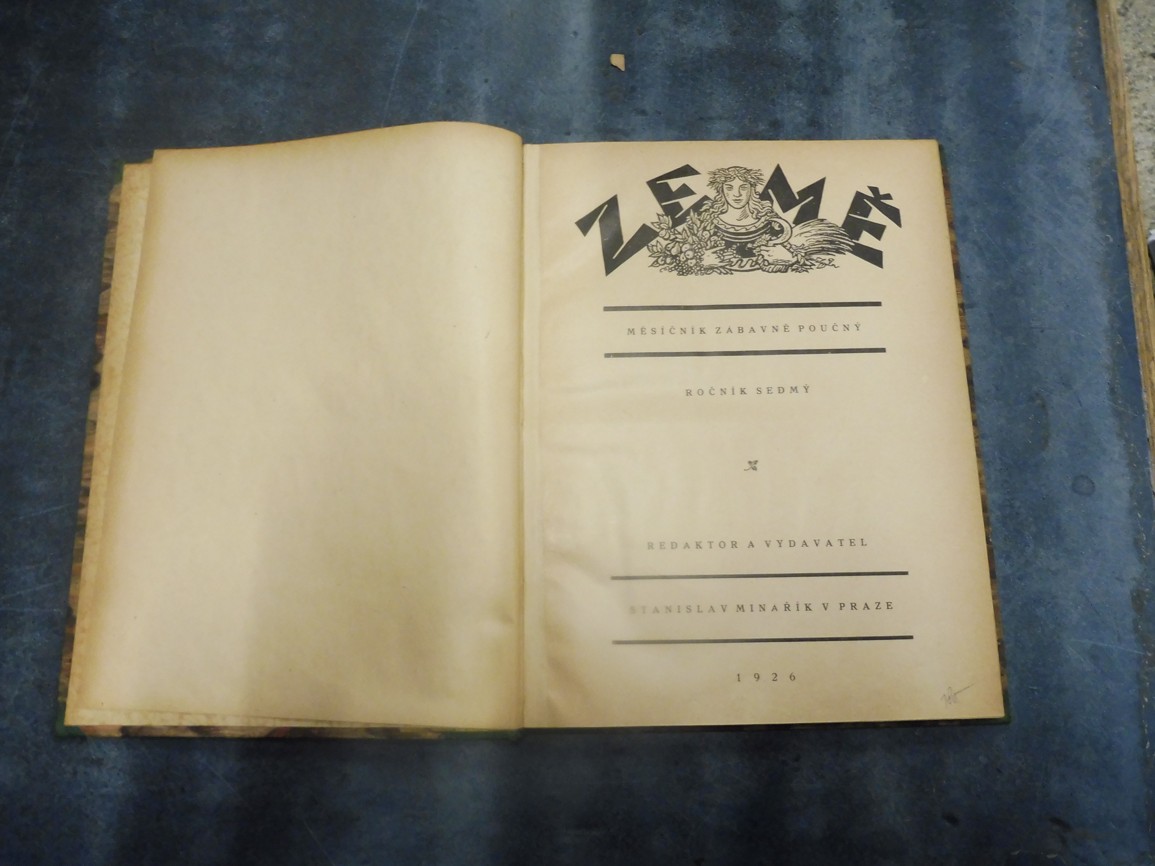 ZEMĚ
MĚSÍČNÍK ZÁBAVNĚ POUČNÝ
ROČNÍK SEDMÝ
REDAKTOR A VYDAVATEL
STANISLAV MINAŘÍK V PRAZE
1926